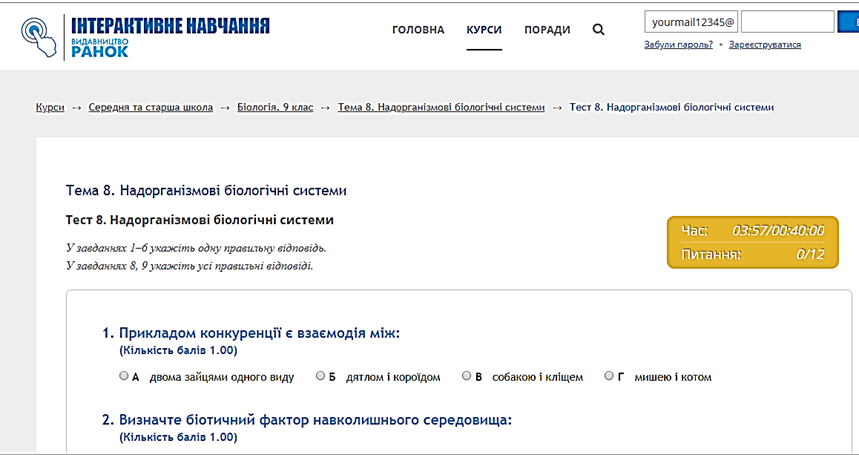 ІНТЕРАКТИВНЕ НАВЧАННЯ
ВИДАВНИЦТВО
РАНОК
ГОЛОВНА КУРСИ ПОРАДИ
yourmail12345@
Забули пароль? • Зареєструватися
Курси → Середня та старша школа → Біологія. 9 клас → Тема 8. Надорганізмові біологічні системи → Тест 8. Надорганізмові біологічні системи
Тема 8. Надорганізмові біологічні системи
Тест 8. Надорганізмові біологічні системи
У завданнях 1–6 укажіть одну правильну відповідь.
У завданнях 8, 9 укажіть усі правильні відповіді.
Час: 03:57/00:40:00
Питання: 0/12
1. Прикладом конкуренції є взаємодія між:
(Кількість балів 1.00)
А двома зайцями одного виду Б дятлом і короїдом В собакою і кліщем Г мишею і котом
2. Визначте біотичний фактор навколишнього середовища:
(Кількість балів 1.00)